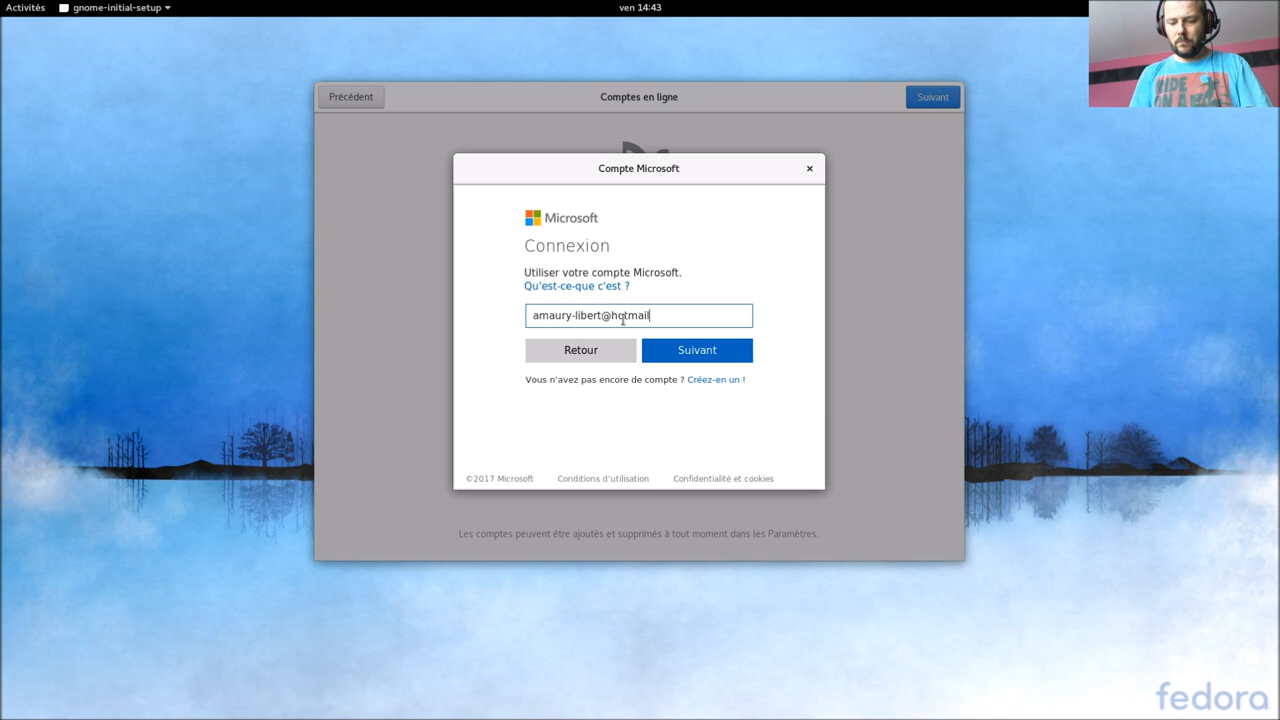 Activités gnome-initial-setup ven 14:43
Précédent Comptes en ligne Suivant
Compte Microsoft ×
Microsoft
Connexion
Utiliser votre compte Microsoft.
Qu'est-ce-que c'est ?
amaury-libert@hotmail
Retour Suivant
Vous n'avez pas encore de compte ? Créez-en un !
©2017 Microsoft Conditions d'utilisation Confidentialité et cookies
Les comptes peuvent être ajoutés et supprimés à tout moment dans les Paramètres.
fedora